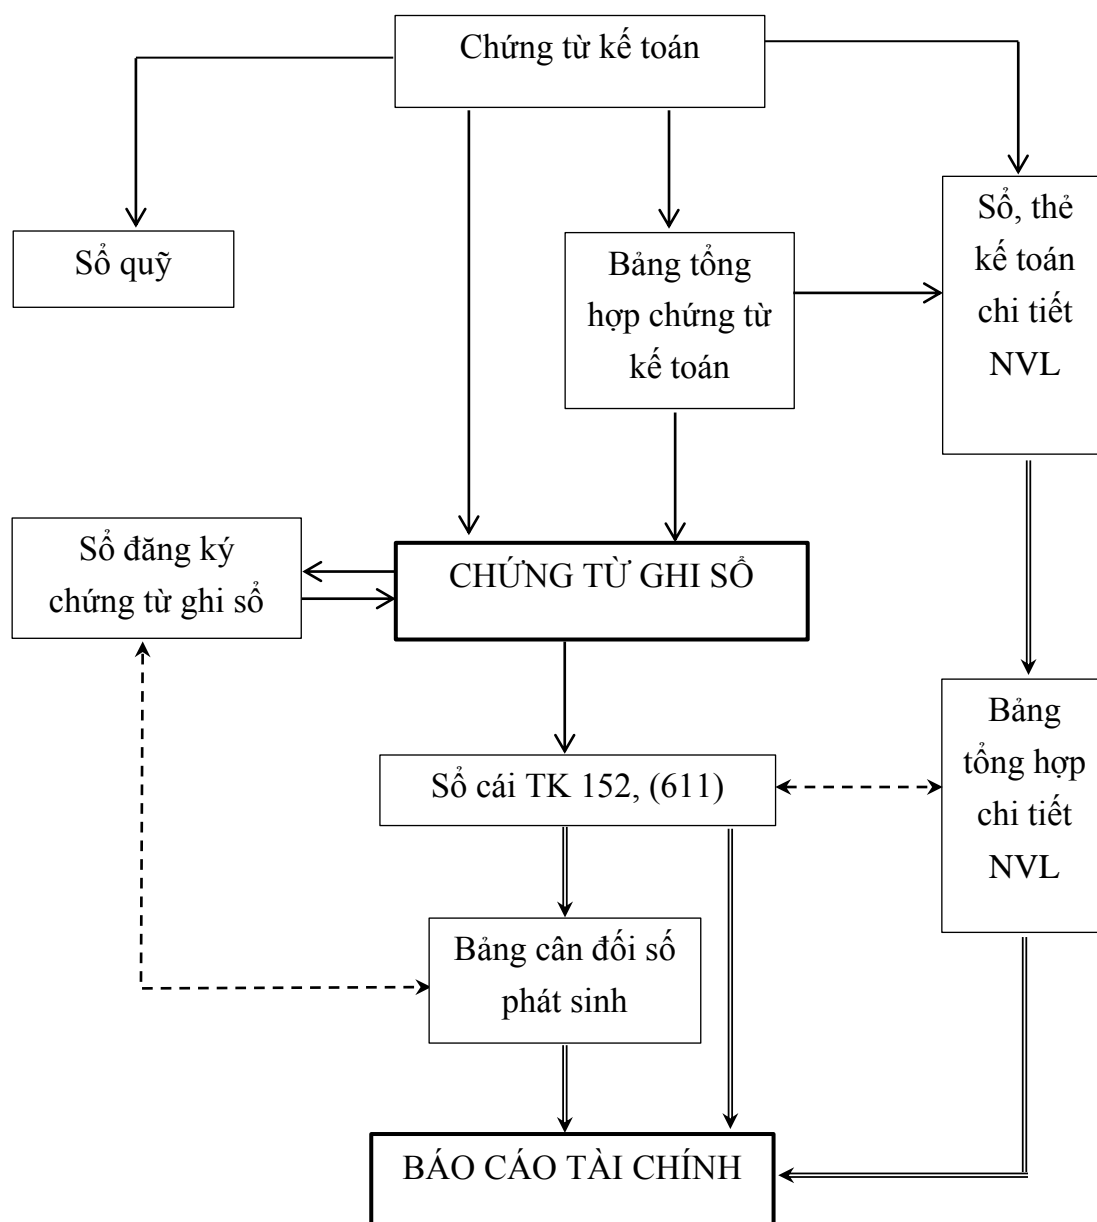 Chứng từ kế toán
Sổ quỹ
Bảng tổng
hợp chứng từ
kế toán
Sổ, thẻ
kế toán
chi tiết
NVL
Sổ đăng ký
chứng từ ghi sổ
CHỨNG TỪ GHI SỔ
Sổ cái TK 152, (611)
Bảng
tổng hợp
chi tiết
NVL
Bảng cân đối số
phát sinh
BÁO CÁO TÀI CHÍNH